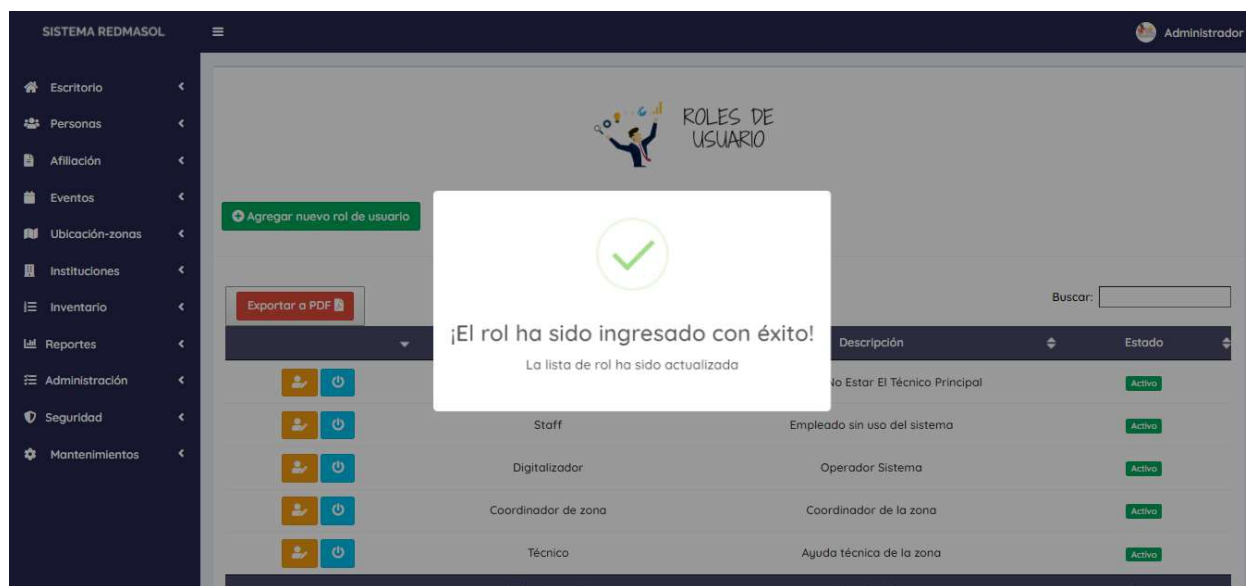 SISTEMA REDMASOL
Administrador
Escritorio
Personas
Afiliación
Eventos
Ubicación-zonas
Instituciones
Inventario
Reportes
Administración
Seguridad
Mantenimientos
ROLES DE
USUARIO
Agregar nuevo rol de usuario
¡El rol ha sido ingresado con éxito!
La lista de rol ha sido actualizada
Exportar a PDF
Buscar:
Descripción Estado
No Estar El Técnico Principal Activo
Staff Empleado sin uso del sistema Activo
Digitalizador Operador Sistema Activo
Coordinador de zona Coordinador de la zona Activo
Técnico Ayuda técnica de la zona Activo